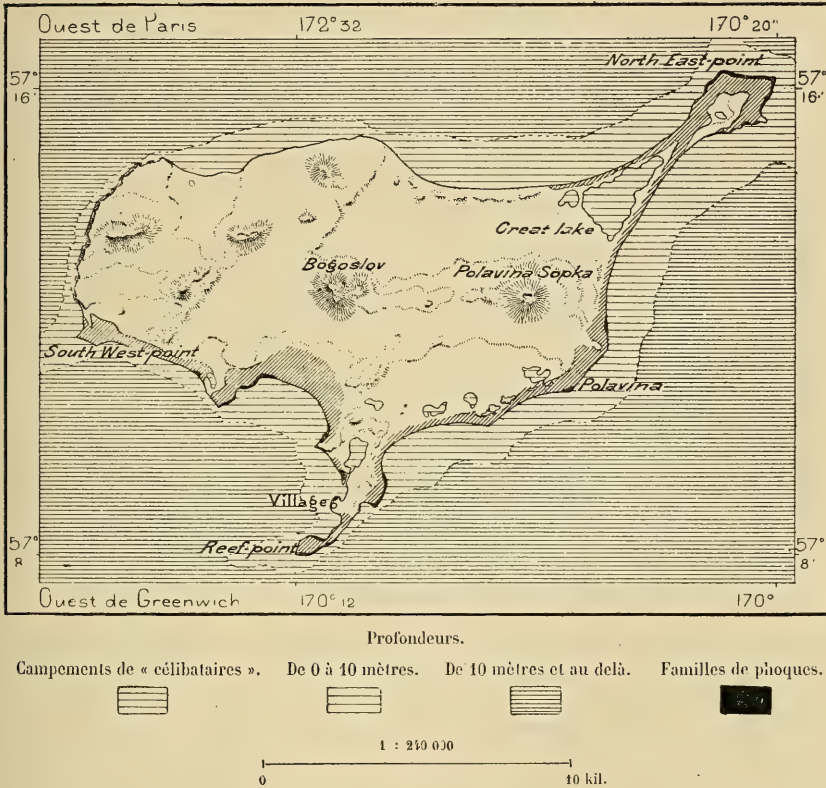 Ouest de Paris 172°32 170°20"
North East-point
57° 16' 57° 16'
Great lake
Bogoslov Polavina Sopka
South West-point
Polavina
Village
Reef-point
57° 8 57° 8'
Ouest de Greenwich 170°12 170°
Profondeurs.
Campements de « célibataires ». De 0 à 10 mètres. De 10 mètres et au delà. Familles de phoques.
1 : 240 000
0 10 kil.